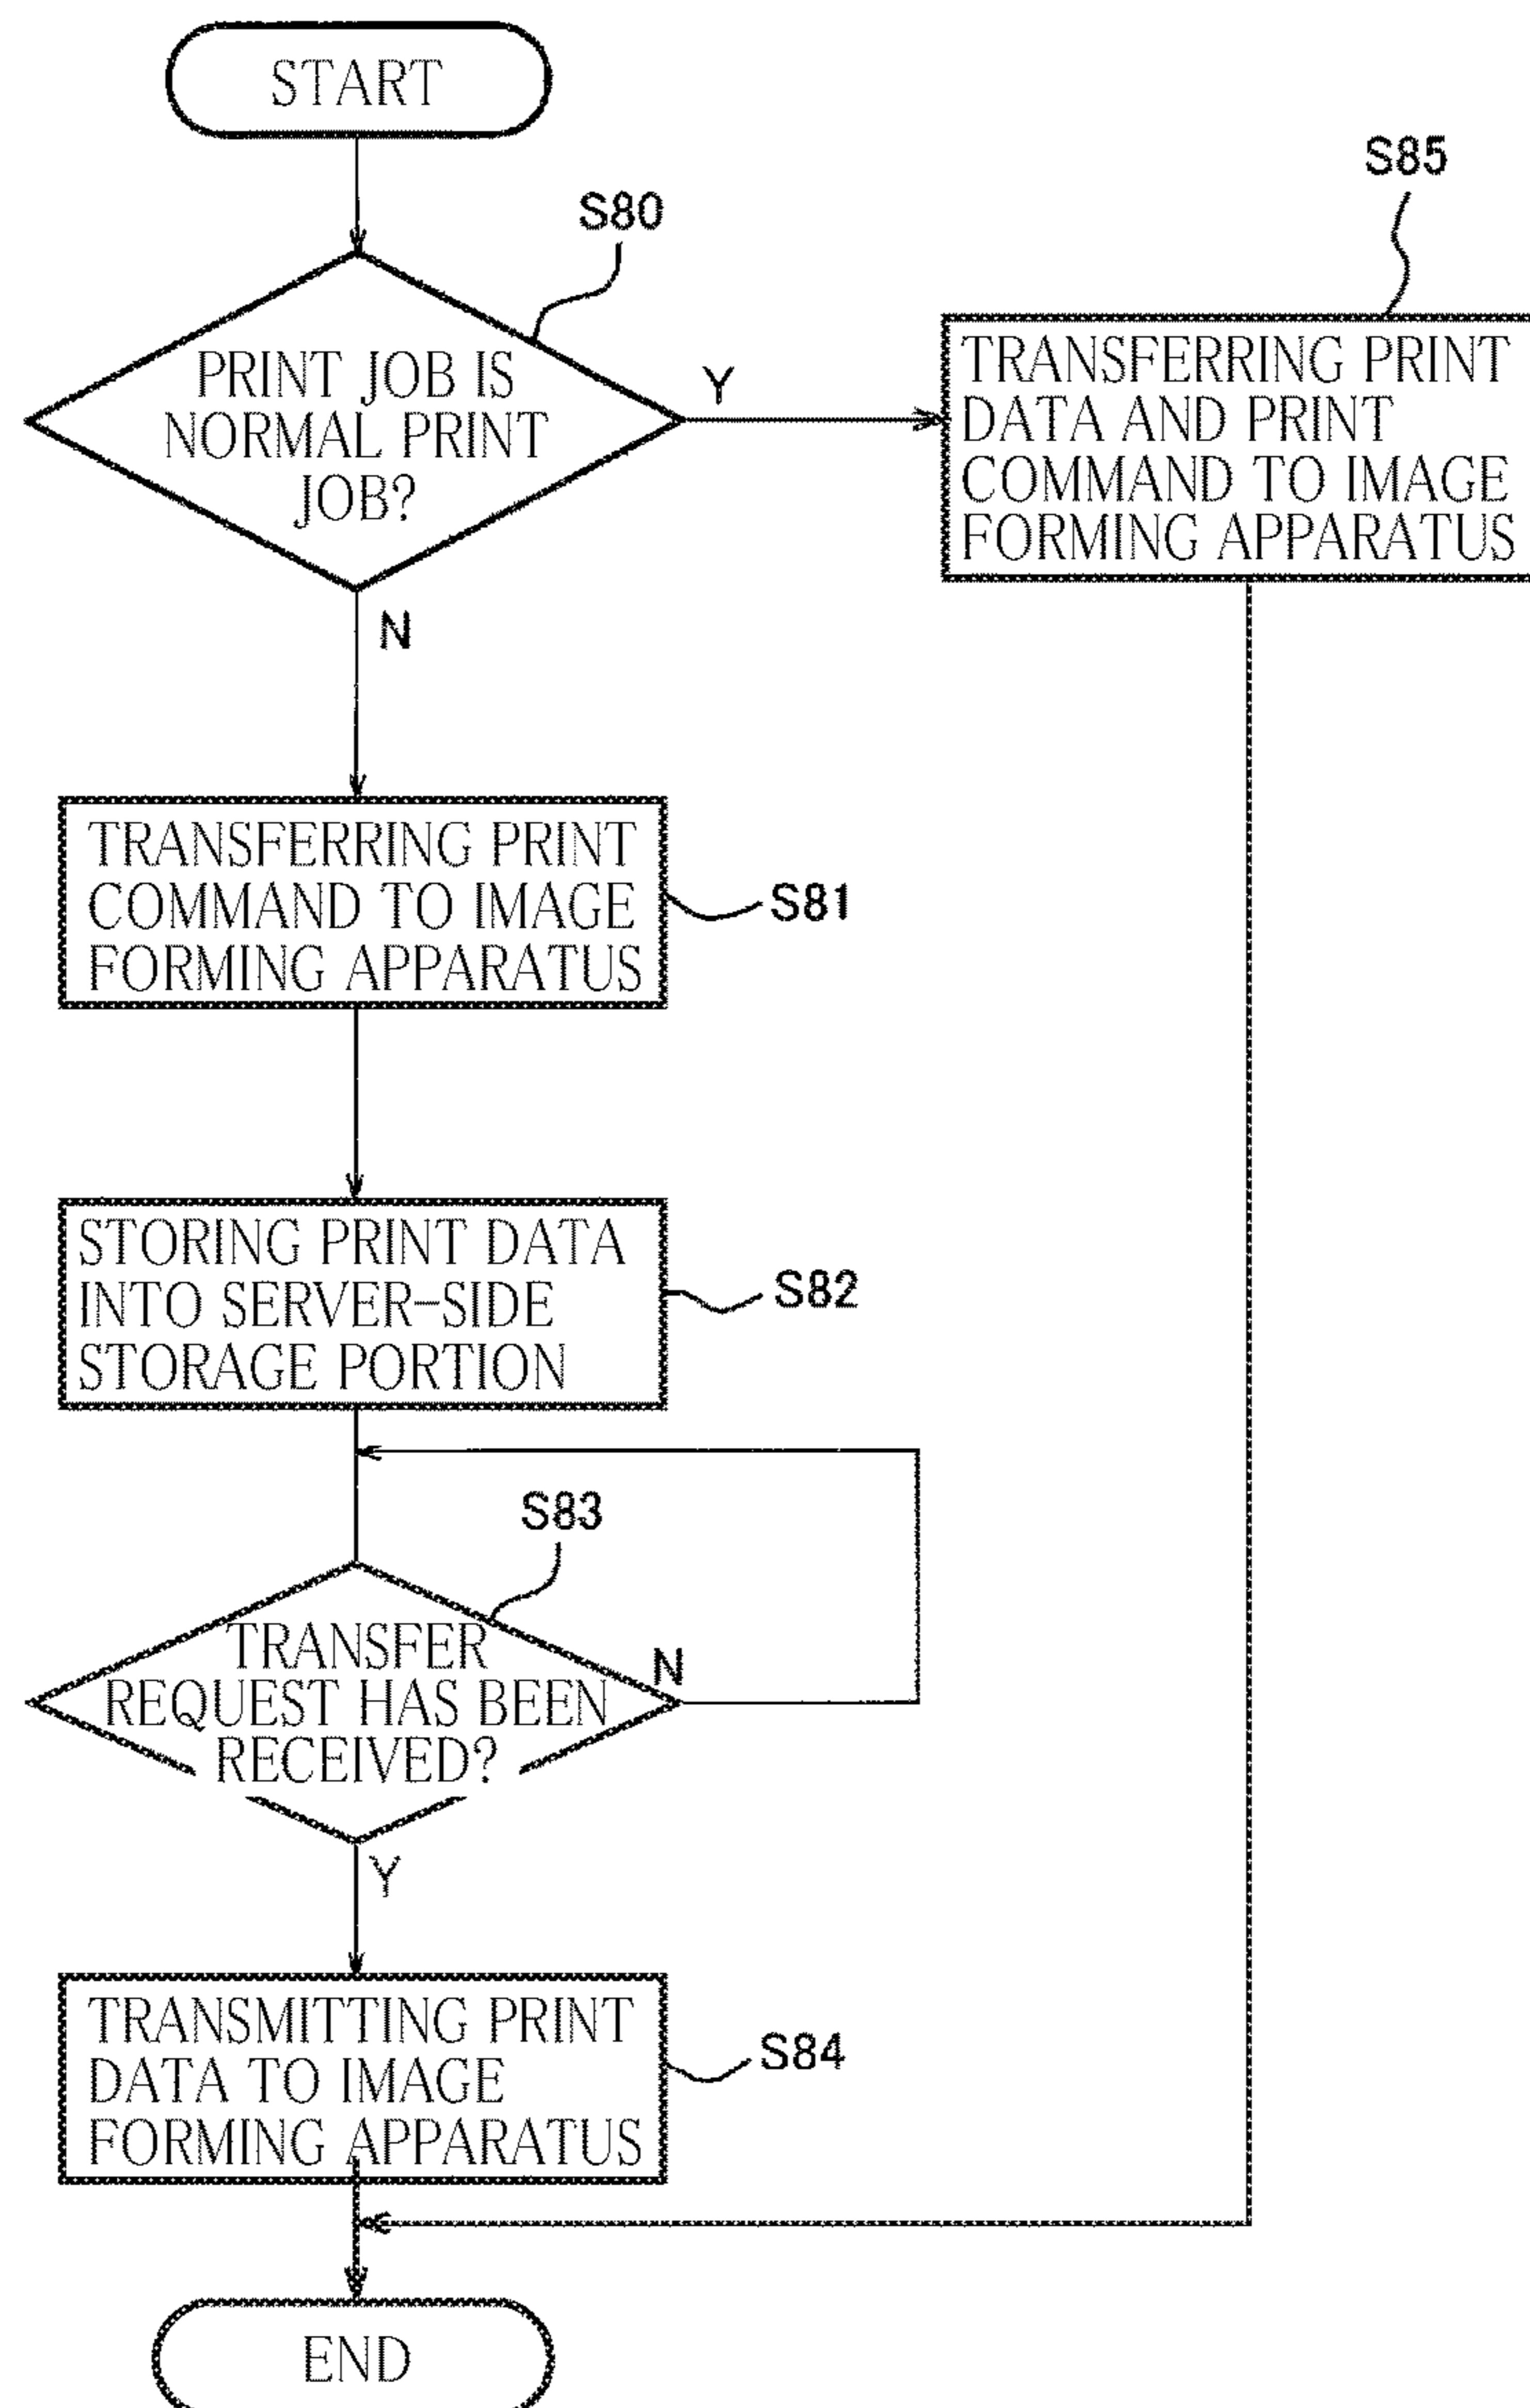 START
S80
PRINT JOB IS
NORMAL PRINT
JOB?
Y
S85
TRANSFERRING PRINT
DATA AND PRINT
COMMAND TO IMAGE
FORMING APPARATUS
N
TRANSFERRING PRINT
COMMAND TO IMAGE
FORMING APPARATUS
S81
STORING PRINT DATA
INTO SERVER-SIDE
STORAGE PORTION
S82
S83
TRANSFER
REQUEST HAS BEEN
RECEIVED?
N
Y
TRANSMITTING PRINT
DATA TO IMAGE
FORMING APPARATUS
S84
END